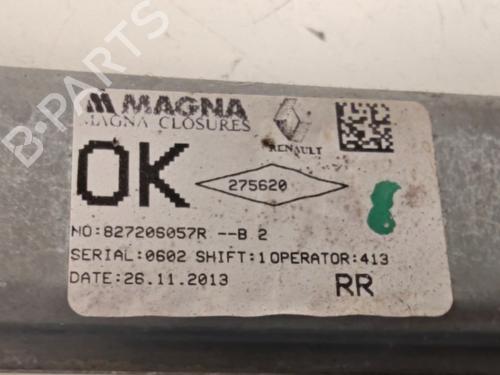 MAGNA
MAGNA CLOSURES
RENAULT
OK
275620
NO:827206057R --B 2
SERIAL:0602 SHIFT:1 OPERATOR:413
DATE:26.11.2013
RR
B-PARTS